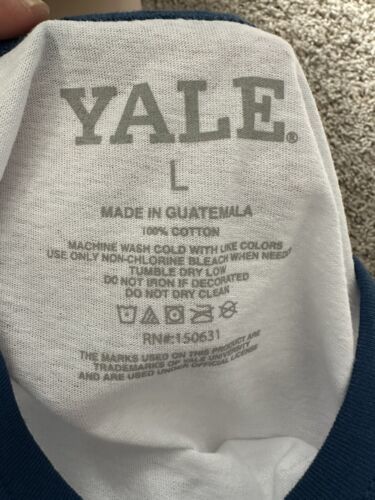 YALE®
L
MADE IN GUATEMALA
100% COTTON
MACHINE WASH COLD WITH LIKE COLORS
USE ONLY NON-CHLORINE BLEACH WHEN NEEDED
TUMBLE DRY LOW
DO NOT IRON IF DECORATED
DO NOT DRY CLEAN
RN#:150631
THE MARKS USED ON THIS PRODUCT ARE
TRADEMARKS OF YALE UNIVERSITY
AND ARE USED UNDER OFFICIAL LICENSE